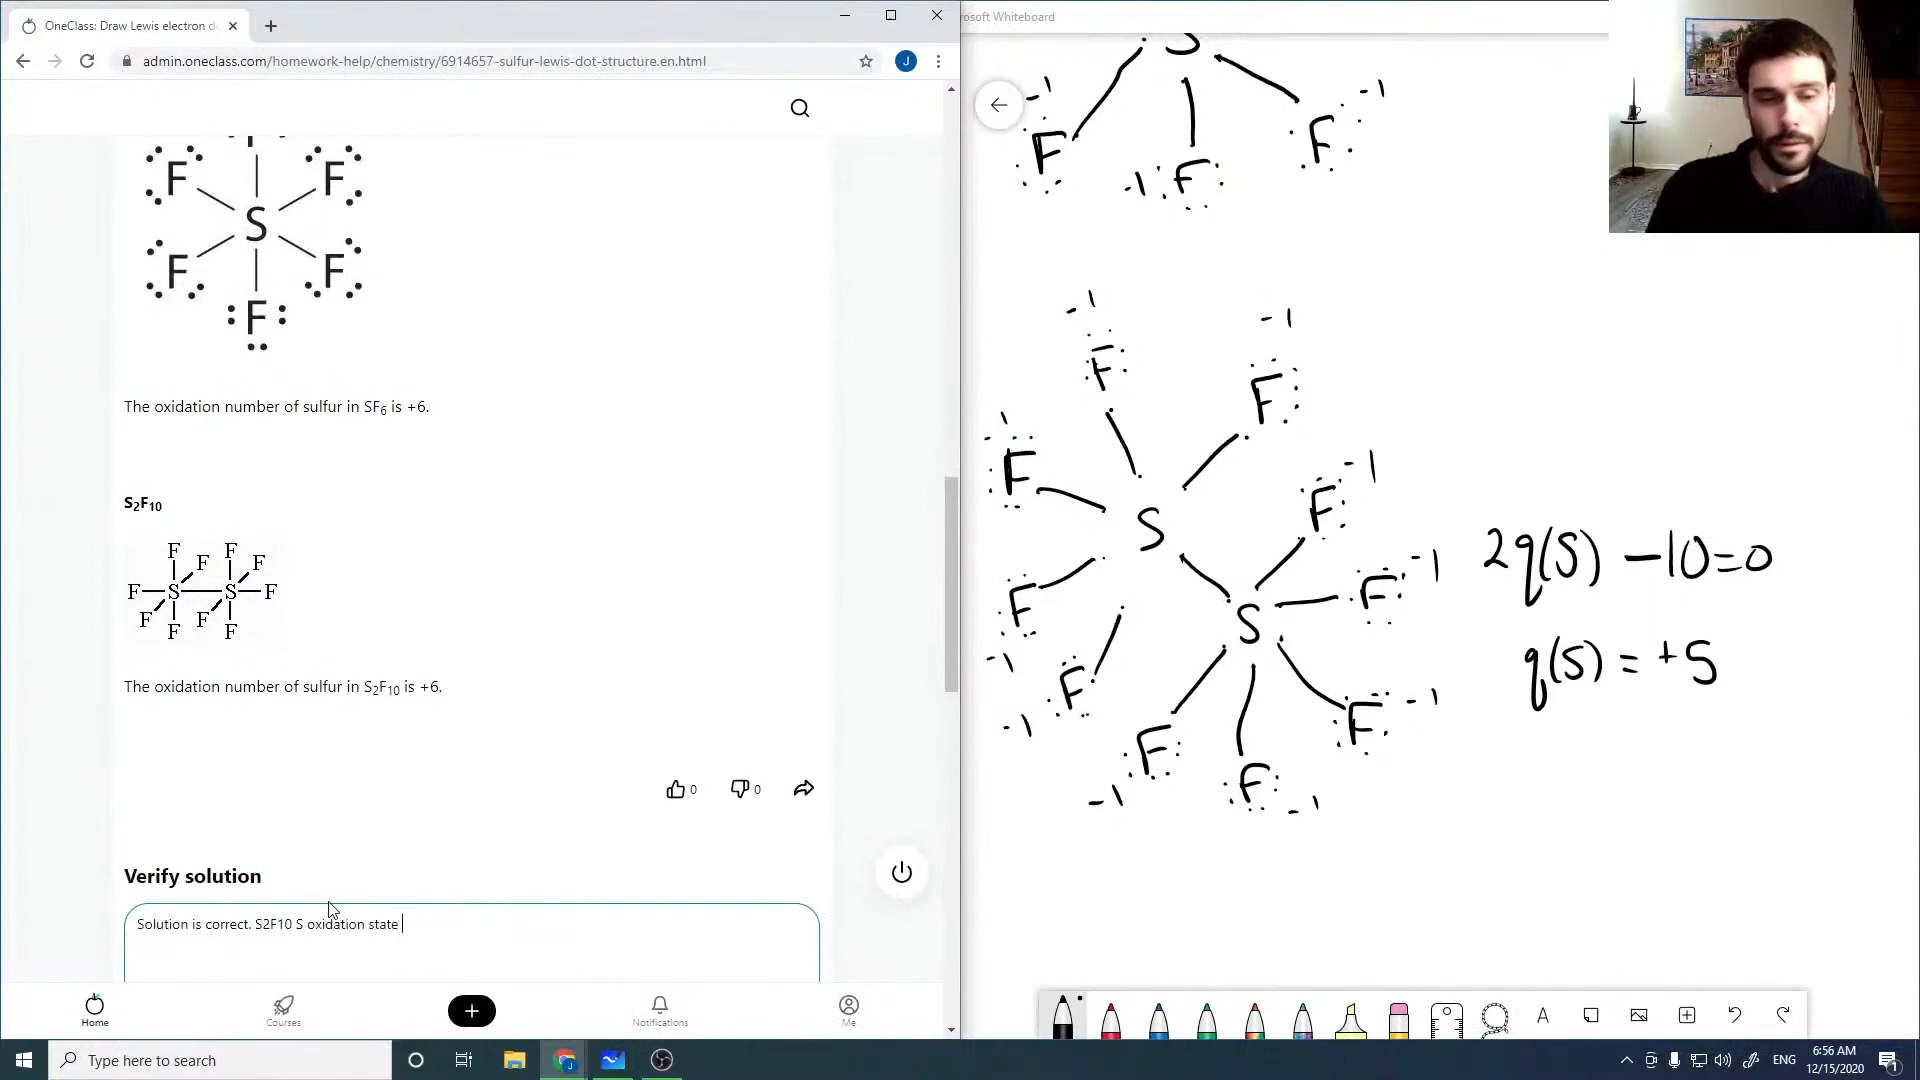 OneClass: Draw Lewis electron d
admin.oneclass.com/homework-help/chemistry/6914657-sulfur-lewis-dot-structure.en.html
J
F F
S
F F
F
The oxidation number of sulfur in SF6 is +6.
S2F10
F F
F F
F S S F
F F
F F
The oxidation number of sulfur in S2F10 is +6.
0 0
Verify solution
Solution is correct. S2F10 S oxidation state
Home Courses Notifications Me
rosoft Whiteboard
S
-1 -1
F F
-1 F
-1 -1
F
F
-1
F
-1
F
S
-1
F
F
S
-1
F
-1
-1
F
F
F
-1 -1
2q(S) -10=0
q(S) = +5
A
Type here to search
ENG
6:56 AM
12/15/2020
1